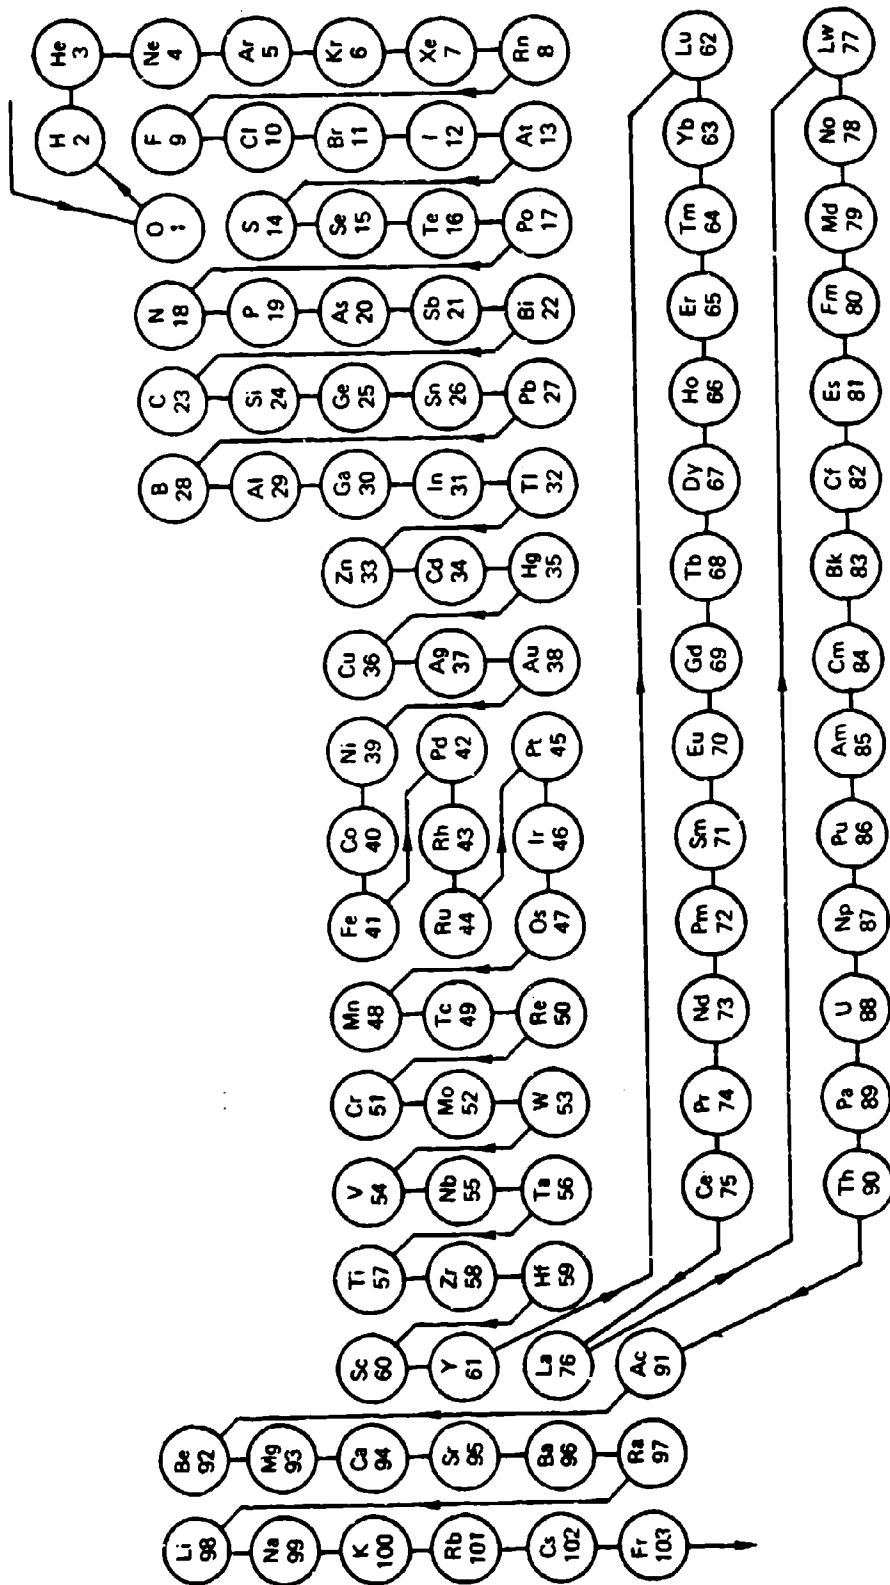 O
1
H
2
He
3
Ne
4
Ar
5
Kr
6
Xe
7
Rn
8
F
9
Cl
10
Br
11
I
12
At
13
S
14
Se
15
Te
16
Po
17
N
18
P
19
As
20
Sb
21
Bi
22
C
23
Si
24
Ge
25
Sn
26
Pb
27
B
28
Al
29
Ga
30
In
31
Tl
32
Zn
33
Cd
34
Hg
35
Cu
36
Ag
37
Au
38
Ni
39
Co
40
Fe
41
Pd
42
Rh
43
Ru
44
Pt
45
Ir
46
Os
47
Mn
48
Tc
49
Re
50
Cr
51
Mo
52
W
53
V
54
Nb
55
Ta
56
Ti
57
Zr
58
Hf
59
Sc
60
Y
61
Lu
62
Yb
63
Tm
64
Er
65
Ho
66
Dy
67
Tb
68
Gd
69
Eu
70
Sm
71
Pm
72
Nd
73
Pr
74
Ce
75
La
76
Lw
77
No
78
Md
79
Fm
80
Es
81
Cf
82
Bk
83
Cm
84
Am
85
Pu
86
Np
87
U
88
Pa
89
Th
90
Ac
91
Be
92
Mg
93
Ca
94
Sr
95
Ba
96
Ra
97
Li
98
Na
99
K
100
Rb
101
Cs
102
Fr
103